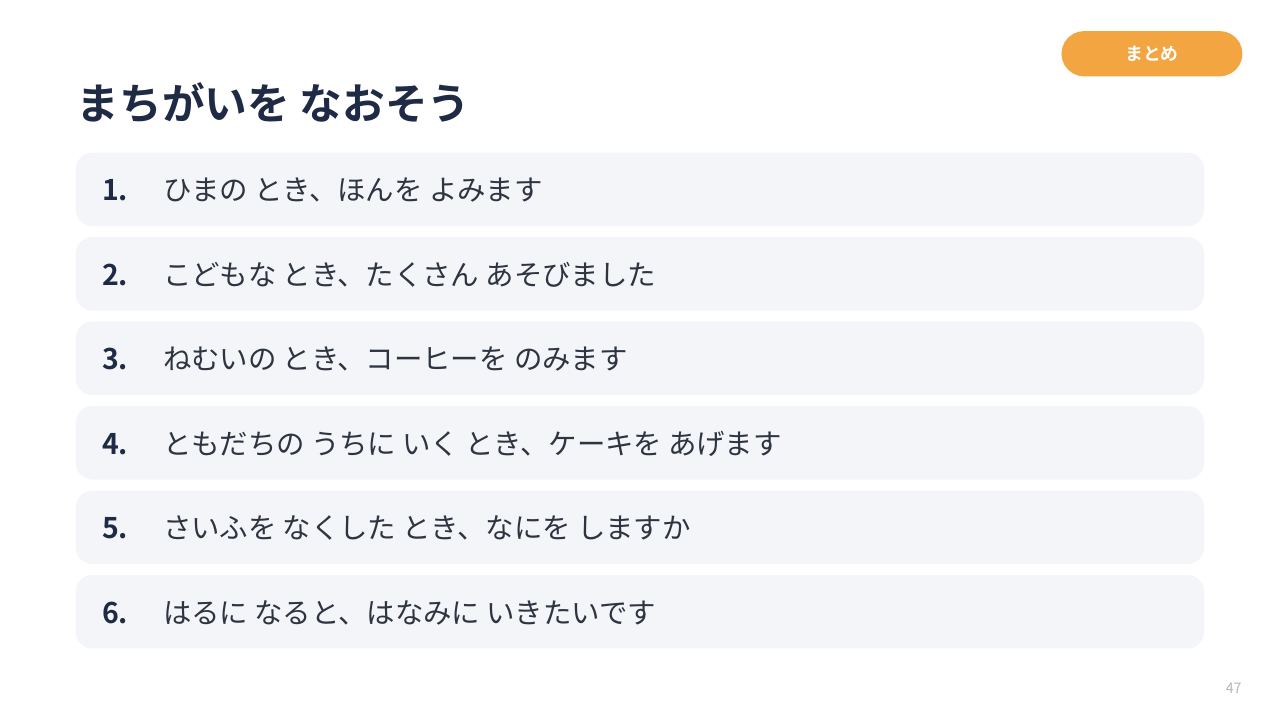 まとめ
まちがいを なおそう
1. ひまの とき、ほんを よみます
2. こどもな とき、たくさん あそびました
3. ねむいの とき、コーヒーを のみます
4. ともだちの うちに いく とき、ケーキを あげます
5. さいふを なくした とき、なにを しますか
6. はるに なると、はなみに いきたいです
47